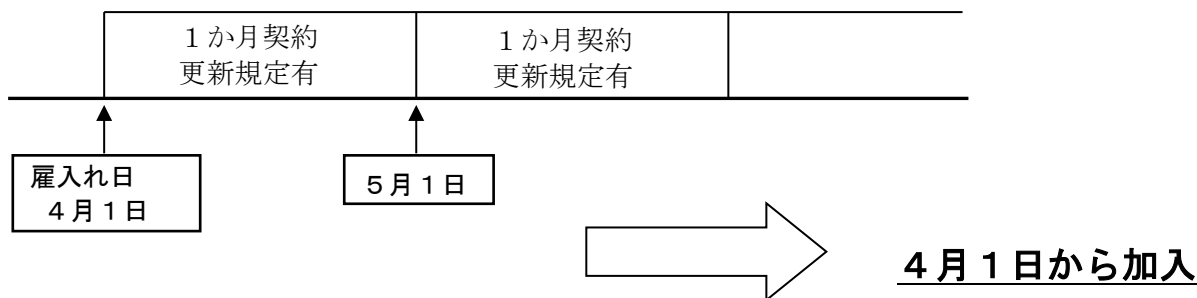 １か月契約
更新規定有
１か月契約
更新規定有
雇入れ日
４月１日
５月１日
４月１日から加入